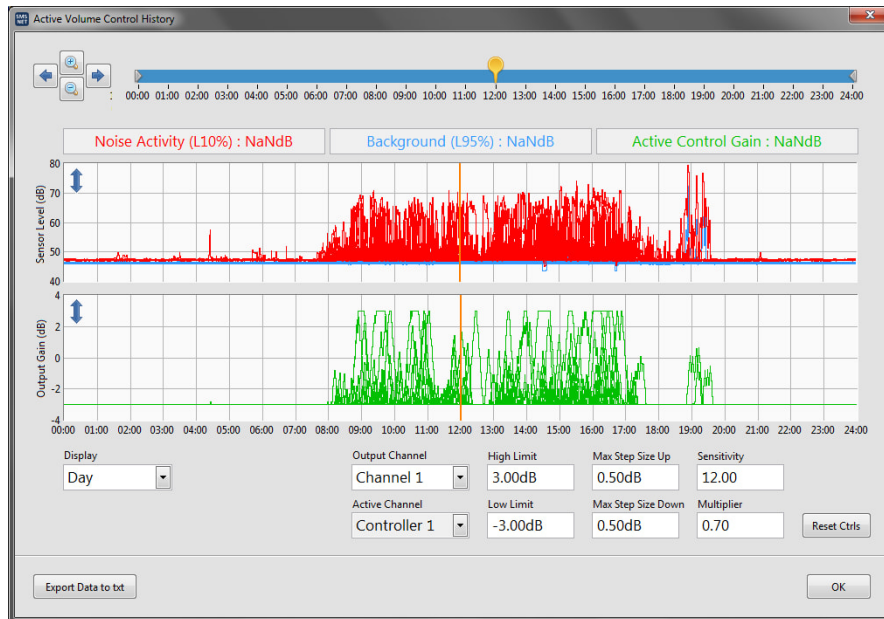 SMS NET Active Volume Control History
: 00:00 01:00 02:00 03:00 04:00 05:00 06:00 07:00 08:00 09:00 10:00 11:00 12:00 13:00 14:00 15:00 16:00 17:00 18:00 19:00 20:00 21:00 22:00 23:00 24:00
Noise Activity (L10%) : NaNdB Background (L95%) : NaNdB Active Control Gain : NaNdB
Sensor Level (dB)
80
70
60
50
40
Output Gain (dB)
4
2
0
-2
-4
00:00 01:00 02:00 03:00 04:00 05:00 06:00 07:00 08:00 09:00 10:00 11:00 12:00 13:00 14:00 15:00 16:00 17:00 18:00 19:00 20:00 21:00 22:00 23:00 24:00
Display Output Channel High Limit Max Step Size Up Sensitivity
Day Channel 1 3.00dB 0.50dB 12.00
Active Channel Low Limit Max Step Size Down Multiplier
Controller 1 -3.00dB 0.50dB 0.70 Reset Ctrls
Export Data to txt OK